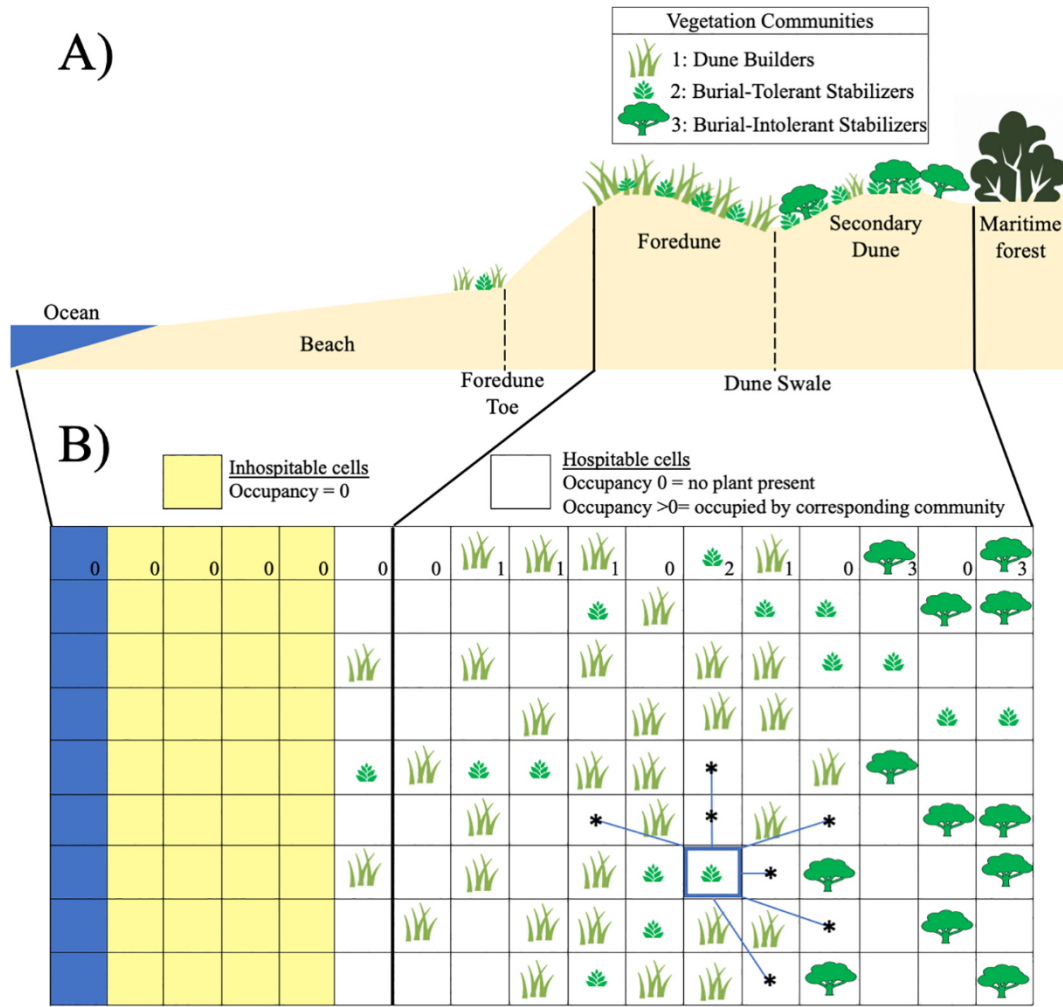 A)
Vegetation Communities
1: Dune Builders
2: Burial-Tolerant Stabilizers
3: Burial-Intolerant Stabilizers
Foredune
Secondary
Dune
Maritime
forest
Ocean
Beach
Foredune
Toe
Dune Swale
B)
Inhospitable cells
Occupancy = 0
Hospitable cells
Occupancy 0 = no plant present
Occupancy >0= occupied by corresponding community
0 0 0 0 0 0 0 1 1 1 0 2 1 0 3 0 3
*
* * *
*
*
*